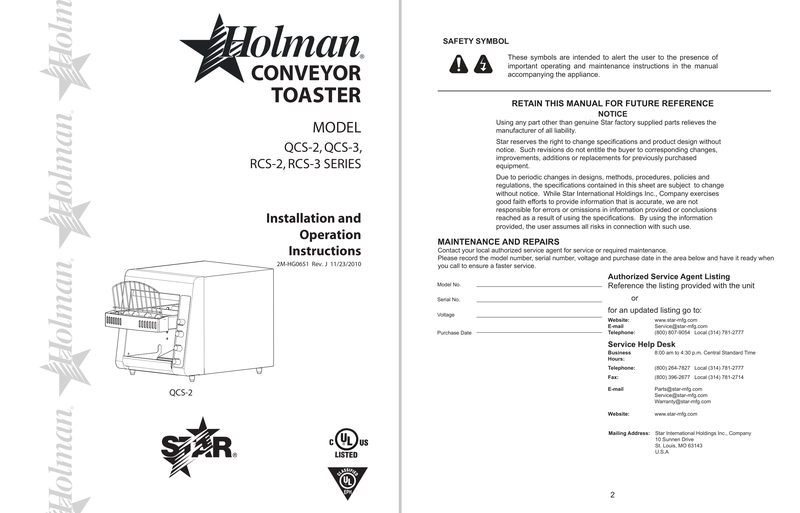 Holman®
CONVEYOR
TOASTER
MODEL
QCS-2, QCS-3,
RCS-2, RCS-3 SERIES
Installation and
Operation
Instructions
2M-HG0651 Rev. J 11/23/2010
QCS-2
STAR®
C UL US
LISTED
CLASSIFIED
UL
EPH
Holman®
Holman®
Holman®
Holman®
SAFETY SYMBOL
These symbols are intended to alert the user to the presence of
important operating and maintenance instructions in the manual
accompanying the appliance.
RETAIN THIS MANUAL FOR FUTURE REFERENCE
NOTICE
Using any part other than genuine Star factory supplied parts relieves the
manufacturer of all liability.
Star reserves the right to change specifications and product design without
notice. Such revisions do not entitle the buyer to corresponding changes,
improvements, additions or replacements for previously purchased
equipment.
Due to periodic changes in designs, methods, procedures, policies and
regulations, the specifications contained in this sheet are subject to change
without notice. While Star International Holdings Inc., Company exercises
good faith efforts to provide information that is accurate, we are not
responsible for errors or omissions in information provided or conclusions
reached as a result of using the specifications. By using the information
provided, the user assumes all risks in connection with such use.
MAINTENANCE AND REPAIRS
Contact your local authorized service agent for service or required maintenance.
Please record the model number, serial number, voltage and purchase date in the area below and have it ready when
you call to ensure a faster service.
Model No.
Serial No.
Voltage
Purchase Date
Authorized Service Agent Listing
Reference the listing provided with the unit
or
for an updated listing go to:
Website: www.star-mfg.com
E-mail Service@star-mfg.com
Telephone: (800) 807-9054 Local (314) 781-2777
Service Help Desk
Business 8:00 am to 4:30 p.m. Central Standard Time
Hours:
Telephone: (800) 264-7827 Local (314) 781-2777
Fax: (800) 396-2677 Local (314) 781-2714
E-mail Parts@star-mfg.com
Service@star-mfg.com
Warranty@star-mfg.com
Website: www.star-mfg.com
Mailing Address: Star International Holdings Inc., Company
10 Sunnen Drive
St. Louis, MO 63143
U.S.A
2